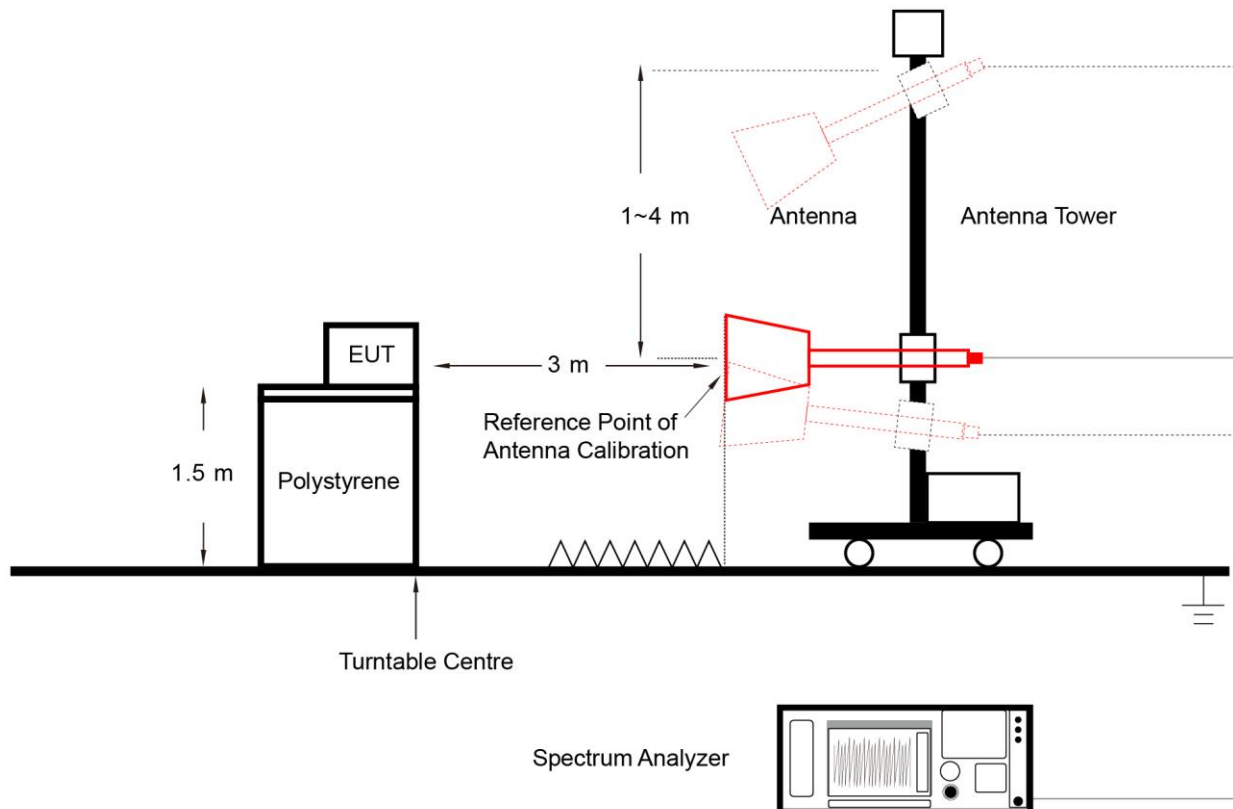 1~4 m
Antenna
Antenna Tower
EUT
3 m
Reference Point of
Antenna Calibration
1.5 m
Polystyrene
Turntable Centre
Spectrum Analyzer